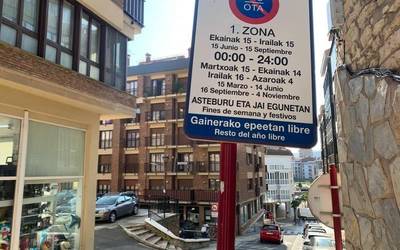 OTA
1. ZONA
Ekainak 15 - Irailak 15
15 Junio - 15 Septiembre
00:00 - 24:00
Martxoak 15 - Ekainak 14
Irailak 16 - Azaroak 4
15 Marzo - 14 Junio
16 Septiembre - 4 Noviembre
ASTEBURU ETA JAI EGUNETAN
Fines de semana y festivos
Gainerako epeetan libre
Resto del año libre